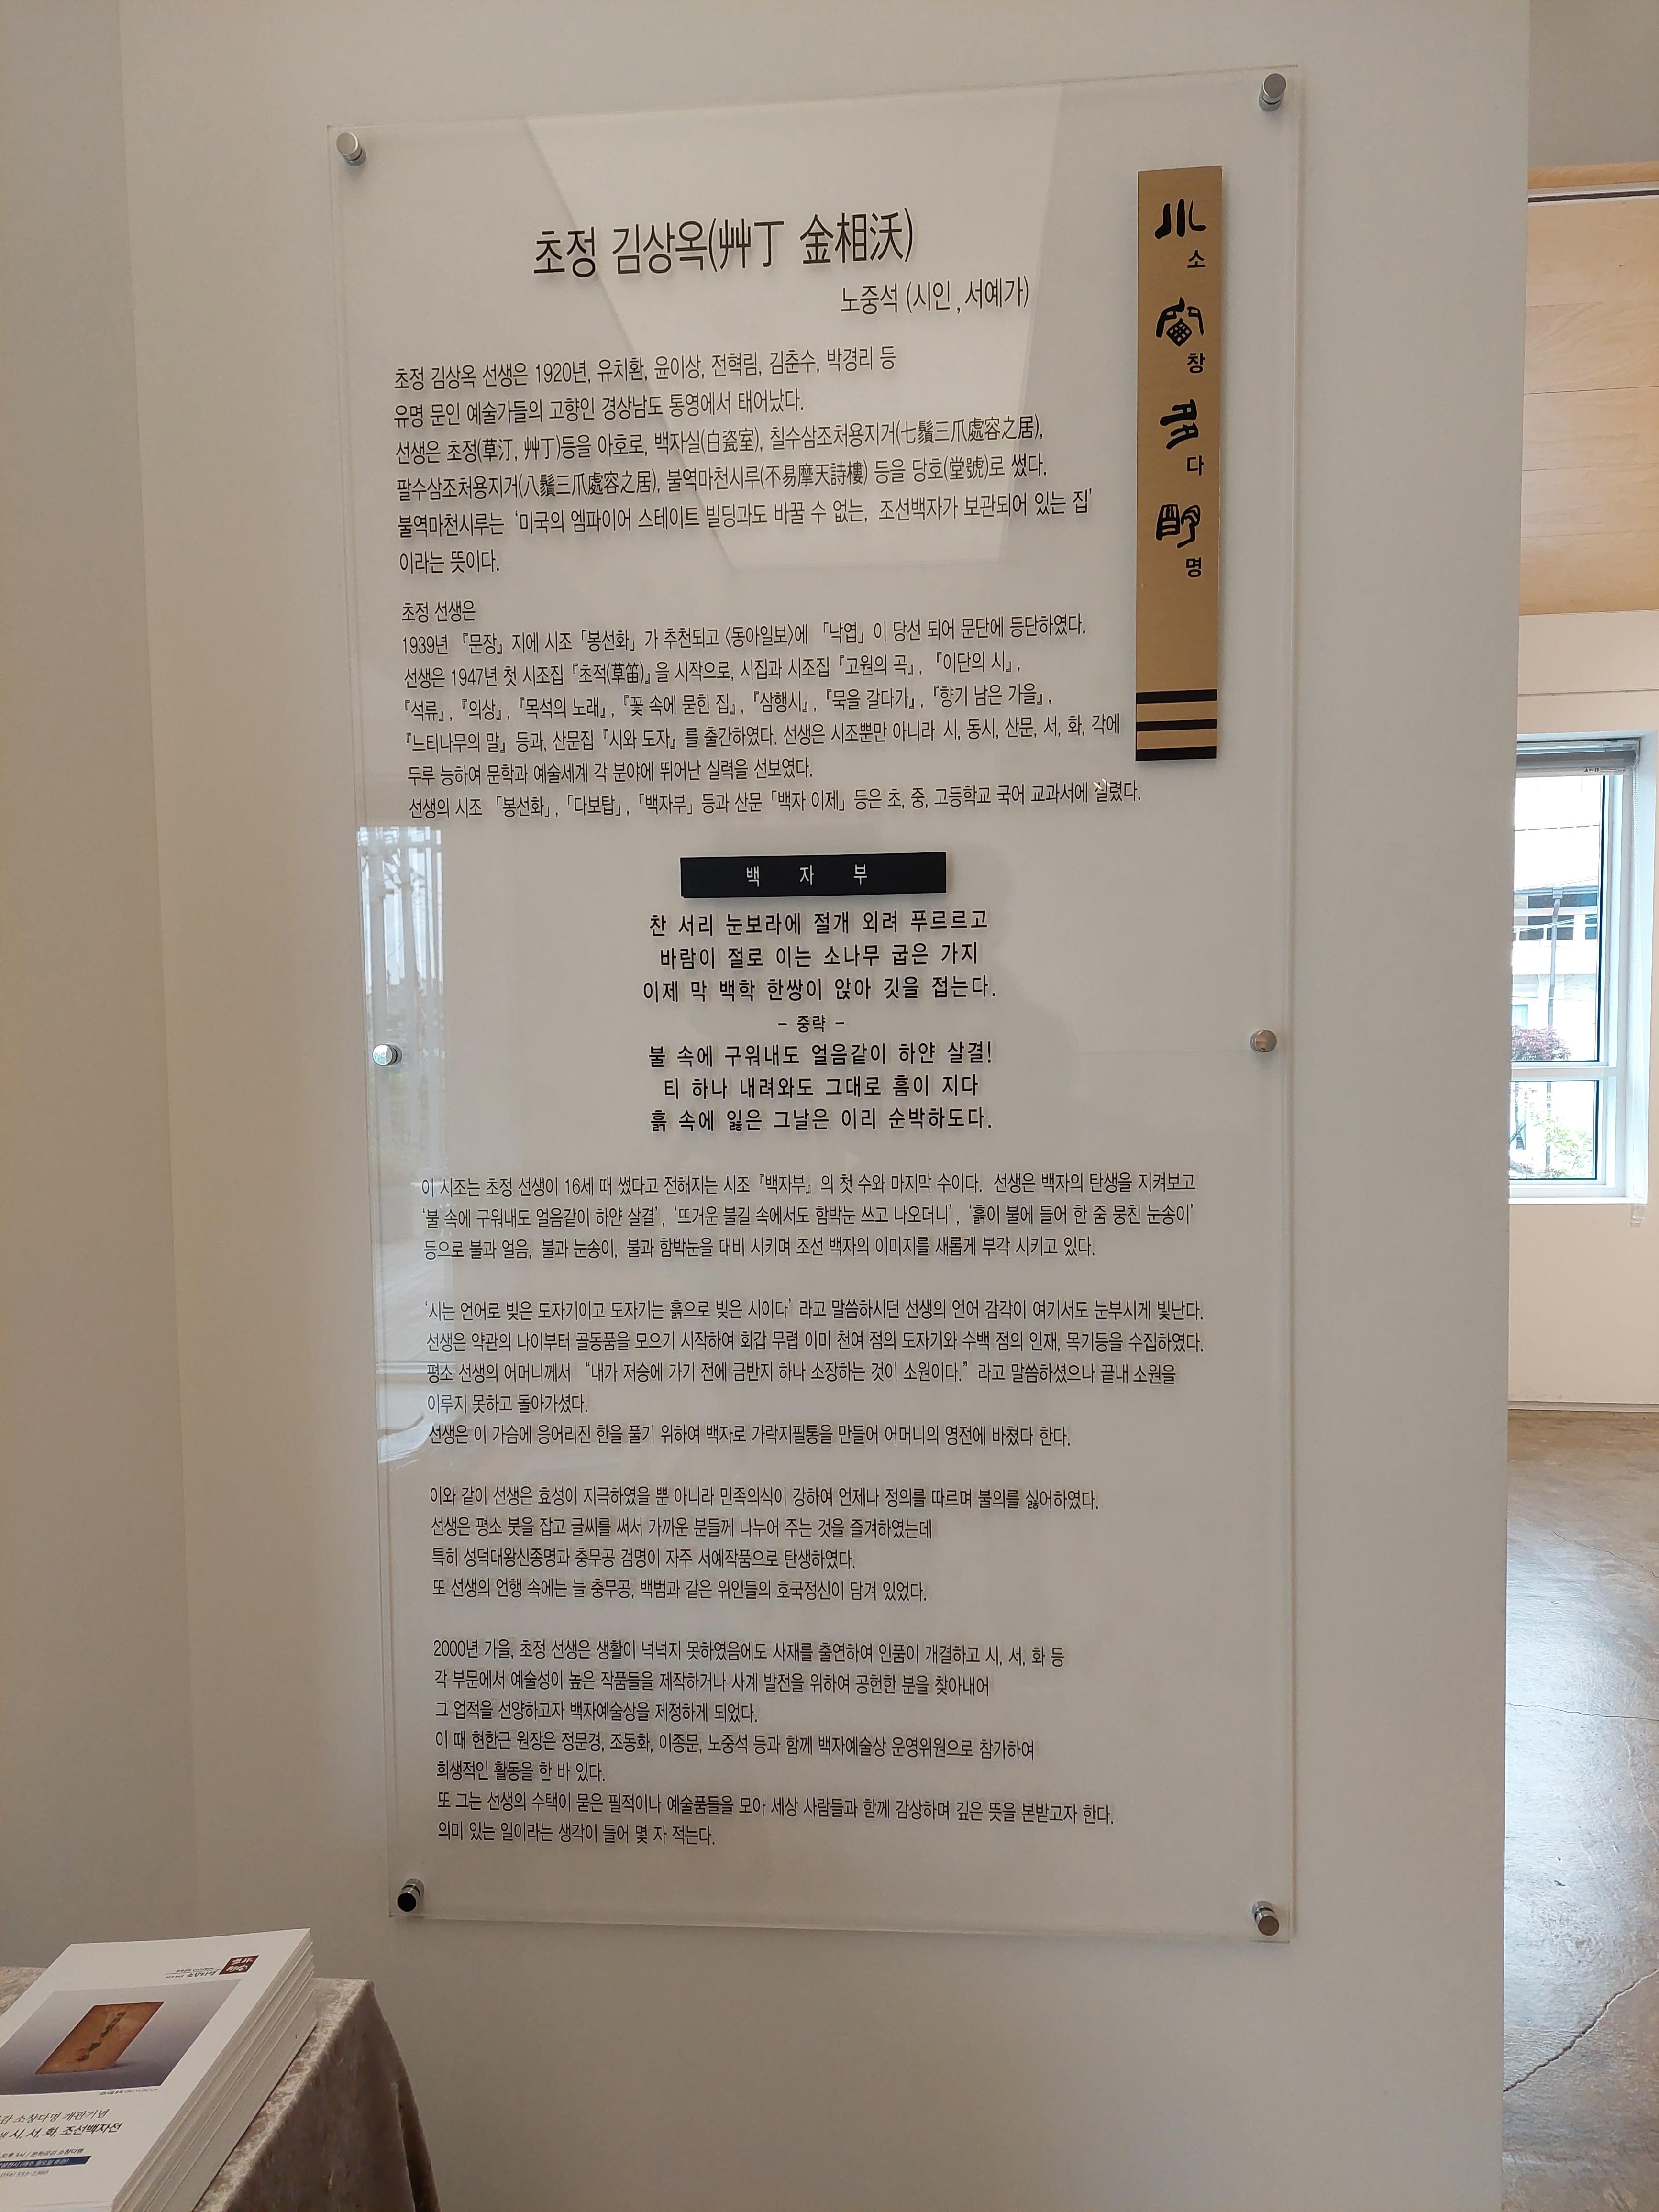 초정 김상옥(艸丁 金相沃)
노중석 (시인 , 서예가)
小
소
窗
창
多
다
明
명
초정 김상옥 선생은 1920년, 유치환, 윤이상, 전혁림, 김춘수, 박경리 등
유명 문인 예술가들의 고향인 경상남도 통영에서 태어났다.
선생은 초정(草汀, 艸丁)등을 아호로, 백자실(白瓷室), 칠수삼조처용지거(七鬚三爪處容之居),
팔수삼조처용지거(八鬚三爪處容之居), 불역마천시루(不易摩天詩樓) 등을 당호(堂號)로 썼다.
불역마천시루는 ‘미국의 엠파이어 스테이트 빌딩과도 바꿀 수 없는, 조선백자가 보관되어 있는 집’
이라는 뜻이다.
초정 선생은
1939년 『문장』 지에 시조 「봉선화」 가 추천되고 〈동아일보〉에 「낙엽」 이 당선 되어 문단에 등단하였다.
선생은 1947년 첫 시조집 『초적(草笛)』을 시작으로, 시집과 시조집 『고원의 곡』, 『이단의 시』,
『석류』, 『의상』, 『목석의 노래』, 『꽃 속에 묻힌 집』, 『삼행시』, 『묵을 갈다가』, 『향기 남은 가을』,
『느티나무의 말』 등과, 산문집 『시와 도자』 를 출간하였다. 선생은 시조뿐만 아니라 시, 동시, 산문, 서, 화, 각에
두루 능하여 문학과 예술세계 각 분야에 뛰어난 실력을 선보였다.
선생의 시조 「봉선화」, 「다보탑」, 「백자부」 등과 산문 「백자 이제」 등은 초, 중, 고등학교 국어 교과서에 실렸다.
백 자 부
찬 서리 눈보라에 절개 외려 푸르르고
바람이 절로 이는 소나무 굽은 가지
이제 막 백학 한쌍이 앉아 깃을 접는다.
– 중략 –
불 속에 구워내도 얼음같이 하얀 살결!
티 하나 내려와도 그대로 흠이 지다
흙 속에 잃은 그날은 이리 순박하도다.
이 시조는 초정 선생이 16세 때 썼다고 전해지는 시조 『백자부』 의 첫 수와 마지막 수이다. 선생은 백자의 탄생을 지켜보고
‘불 속에 구워내도 얼음같이 하얀 살결’, ‘뜨거운 불길 속에서도 함박눈 쓰고 나오더니’, ‘흙이 불에 들어 한 줌 뭉친 눈송이’
등으로 불과 얼음, 불과 눈송이, 불과 함박눈을 대비 시키며 조선 백자의 이미지를 새롭게 부각 시키고 있다.
‘시는 언어로 빚은 도자기이고 도자기는 흙으로 빚은 시이다’ 라고 말씀하시던 선생의 언어 감각이 여기서도 눈부시게 빛난다.
선생은 약관의 나이부터 골동품을 모으기 시작하여 회갑 무렵 이미 천여 점의 도자기와 수백 점의 인재, 목기등을 수집하였다.
평소 선생의 어머니께서 “내가 저승에 가기 전에 금반지 하나 소장하는 것이 소원이다.” 라고 말씀하셨으나 끝내 소원을
이루지 못하고 돌아가셨다.
선생은 이 가슴에 응어리진 한을 풀기 위하여 백자로 가락지필통을 만들어 어머니의 영전에 바쳤다 한다.
이와 같이 선생은 효성이 지극하였을 뿐 아니라 민족의식이 강하여 언제나 정의를 따르며 불의를 싫어하였다.
선생은 평소 붓을 잡고 글씨를 써서 가까운 분들께 나누어 주는 것을 즐겨하였는데
특히 성덕대왕신종명과 충무공 검명이 자주 서예작품으로 탄생하였다.
또 선생의 언행 속에는 늘 충무공, 백범과 같은 위인들의 호국정신이 담겨 있었다.
2000년 가을, 초정 선생은 생활이 넉넉지 못하였음에도 사재를 출연하여 인품이 개결하고 시, 서, 화 등
각 부문에서 예술성이 높은 작품들을 제작하거나 사계 발전을 위하여 공헌한 분을 찾아내어
그 업적을 선양하고자 백자예술상을 제정하게 되었다.
이 때 현한근 원장은 정문경, 조동화, 이종문, 노중석 등과 함께 백자예술상 운영위원으로 참가하여
희생적인 활동을 한 바 있다.
또 그는 선생의 수택이 묻은 필적이나 예술품들을 모아 세상 사람들과 함께 감상하며 깊은 뜻을 본받고자 한다.
의미 있는 일이라는 생각이 들어 몇 자 적는다.
소창다명 개관기념
시, 서, 화, 조선백자전